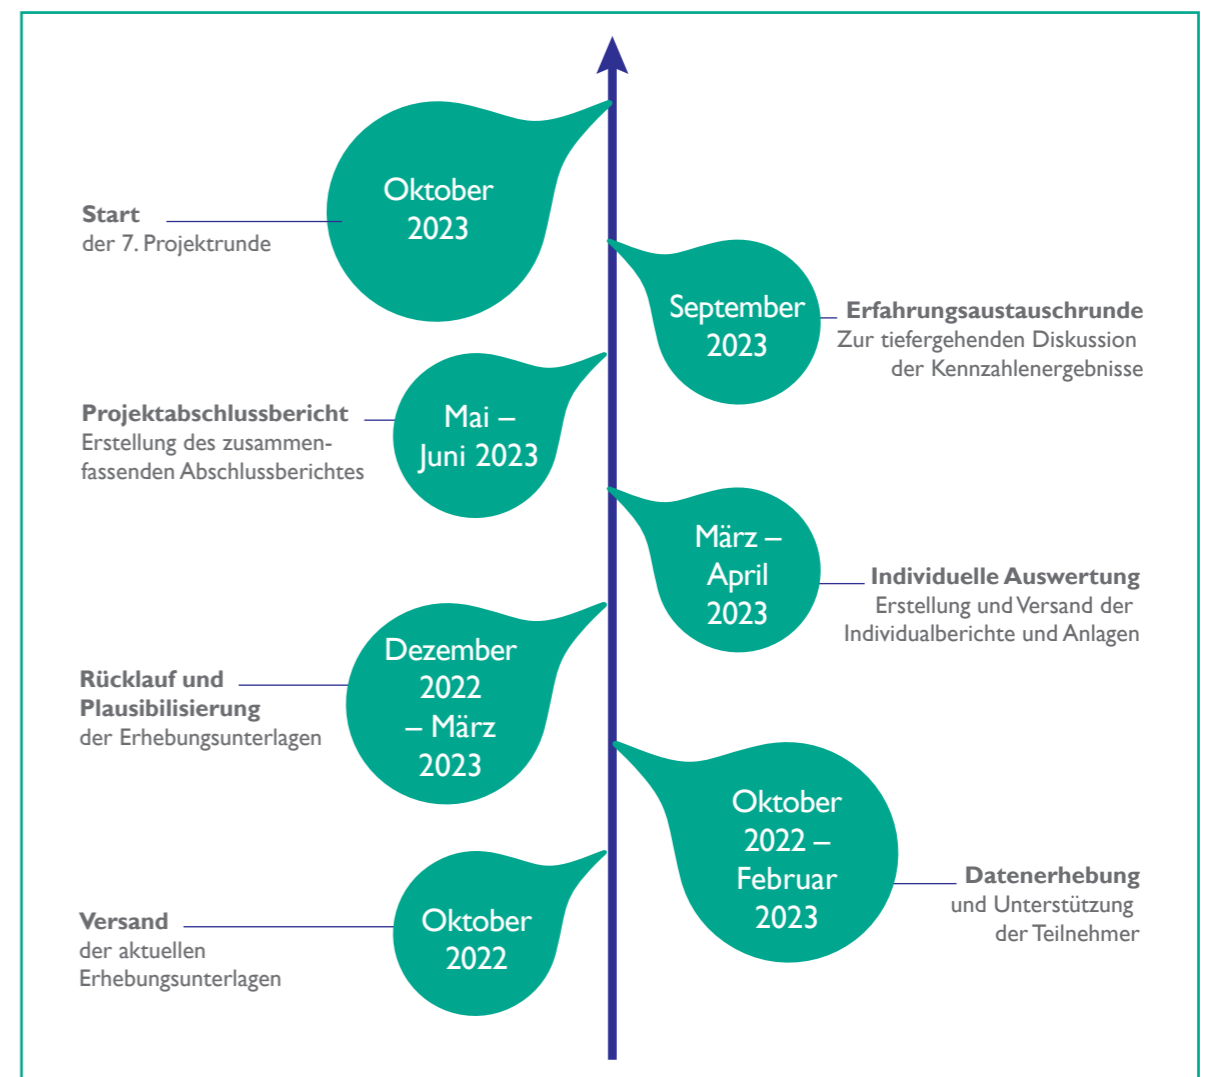 Oktober
2023
Start
der 7. Projektrunde
September
2023
Erfahrungsaustauschrunde
Zur tiefergehenden Diskussion
der Kennzahlenergebnisse
Mai –
Juni 2023
Projektabschlussbericht
Erstellung des zusammen-
fassenden Abschlussberichtes
März –
April
2023
Individuelle Auswertung
Erstellung und Versand der
Individualberichte und Anlagen
Dezember
2022
– März
2023
Rücklauf und
Plausibilisierung
der Erhebungsunterlagen
Oktober
2022 –
Februar
2023
Datenerhebung
und Unterstützung
der Teilnehmer
Oktober
2022
Versand
der aktuellen
Erhebungsunterlagen